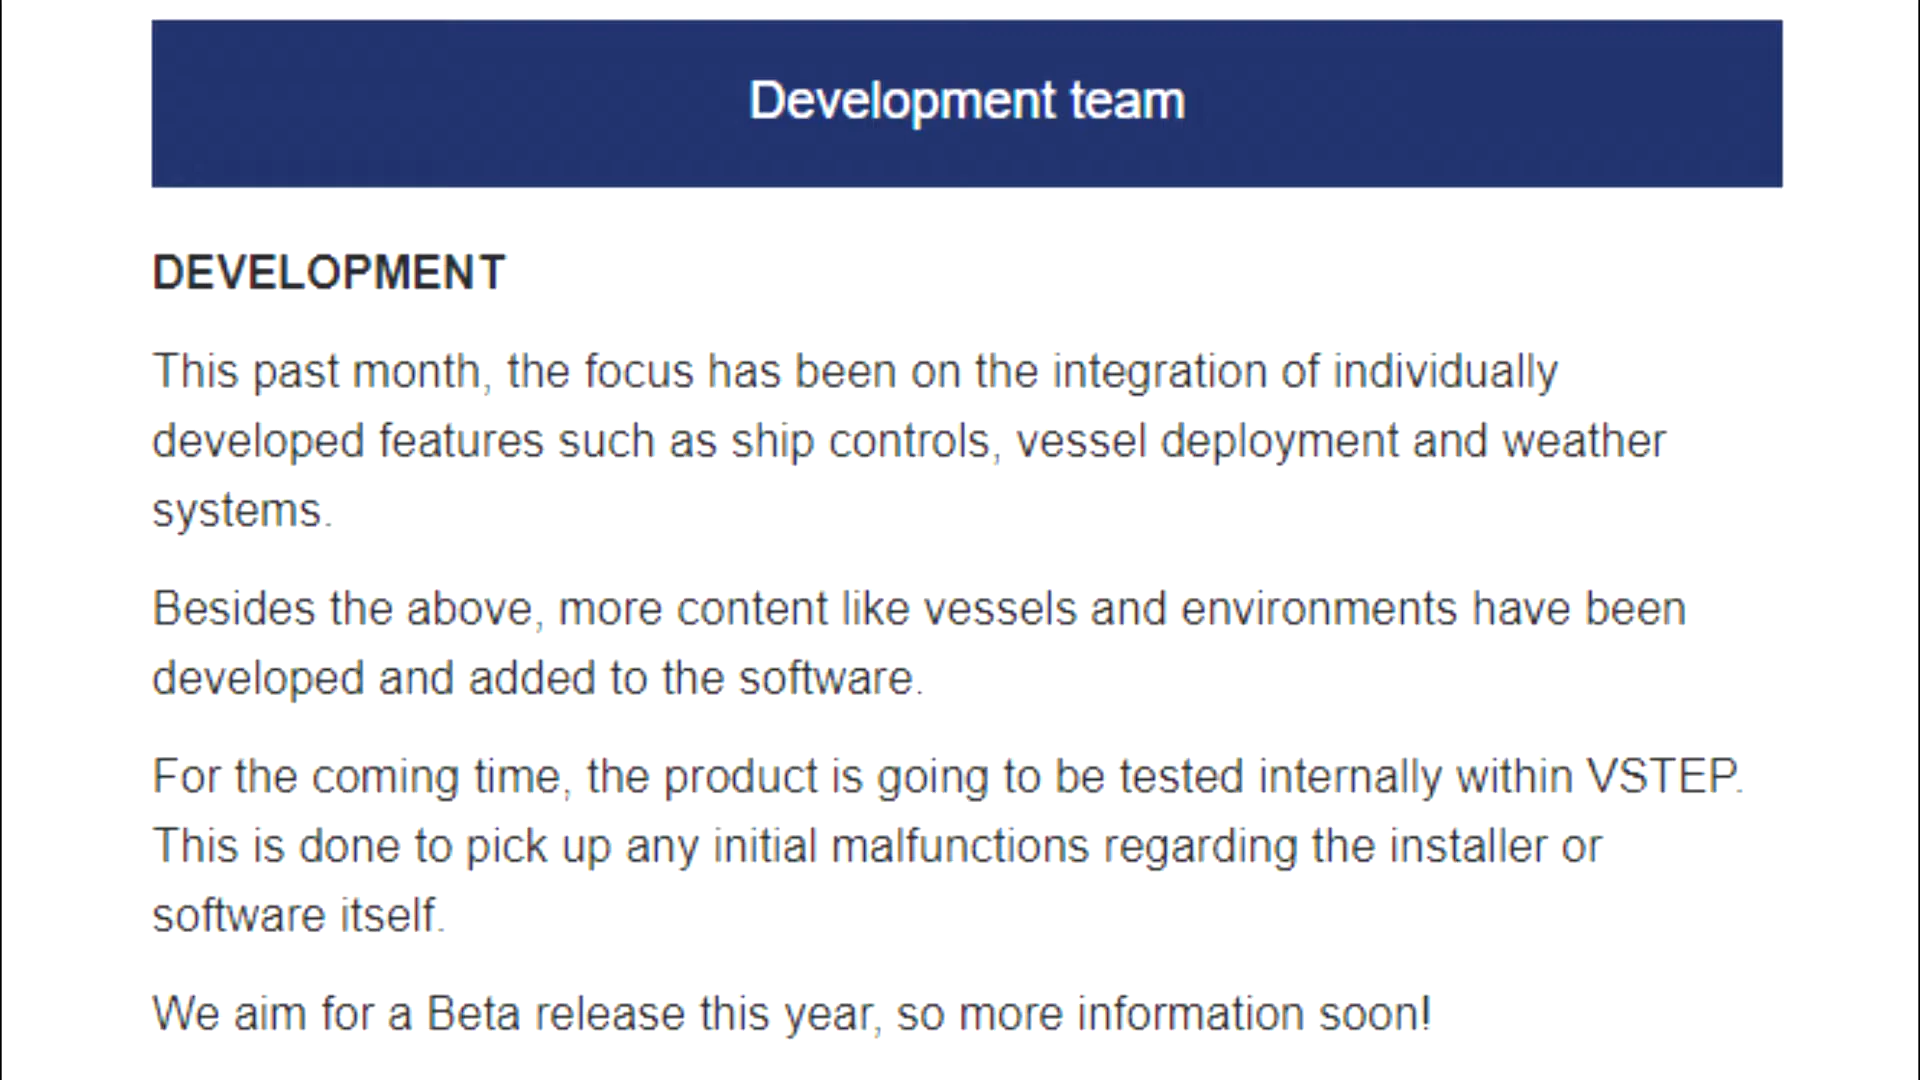 Development team
DEVELOPMENT
This past month, the focus has been on the integration of individually
developed features such as ship controls, vessel deployment and weather
systems.
Besides the above, more content like vessels and environments have been
developed and added to the software.
For the coming time, the product is going to be tested internally within VSTEP.
This is done to pick up any initial malfunctions regarding the installer or
software itself.
We aim for a Beta release this year, so more information soon!